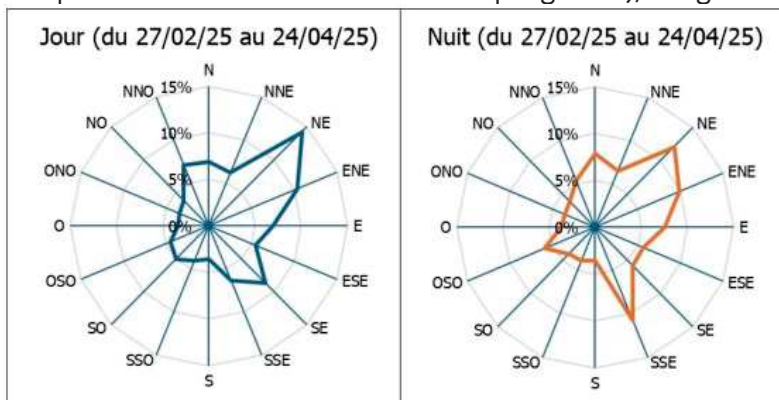 Jour (du 27/02/25 au 24/04/25)
N
NNO
15%
NNE
NO
10%
NE
ONO
5%
ENE
O
0%
E
OSO
ESE
SO
SE
SSO
SSE
S
Nuit (du 27/02/25 au 24/04/25)
N
NNO
15%
NNE
NO
10%
NE
ONO
5%
ENE
O
0%
E
OSO
ESE
SO
SE
SSO
SSE
S